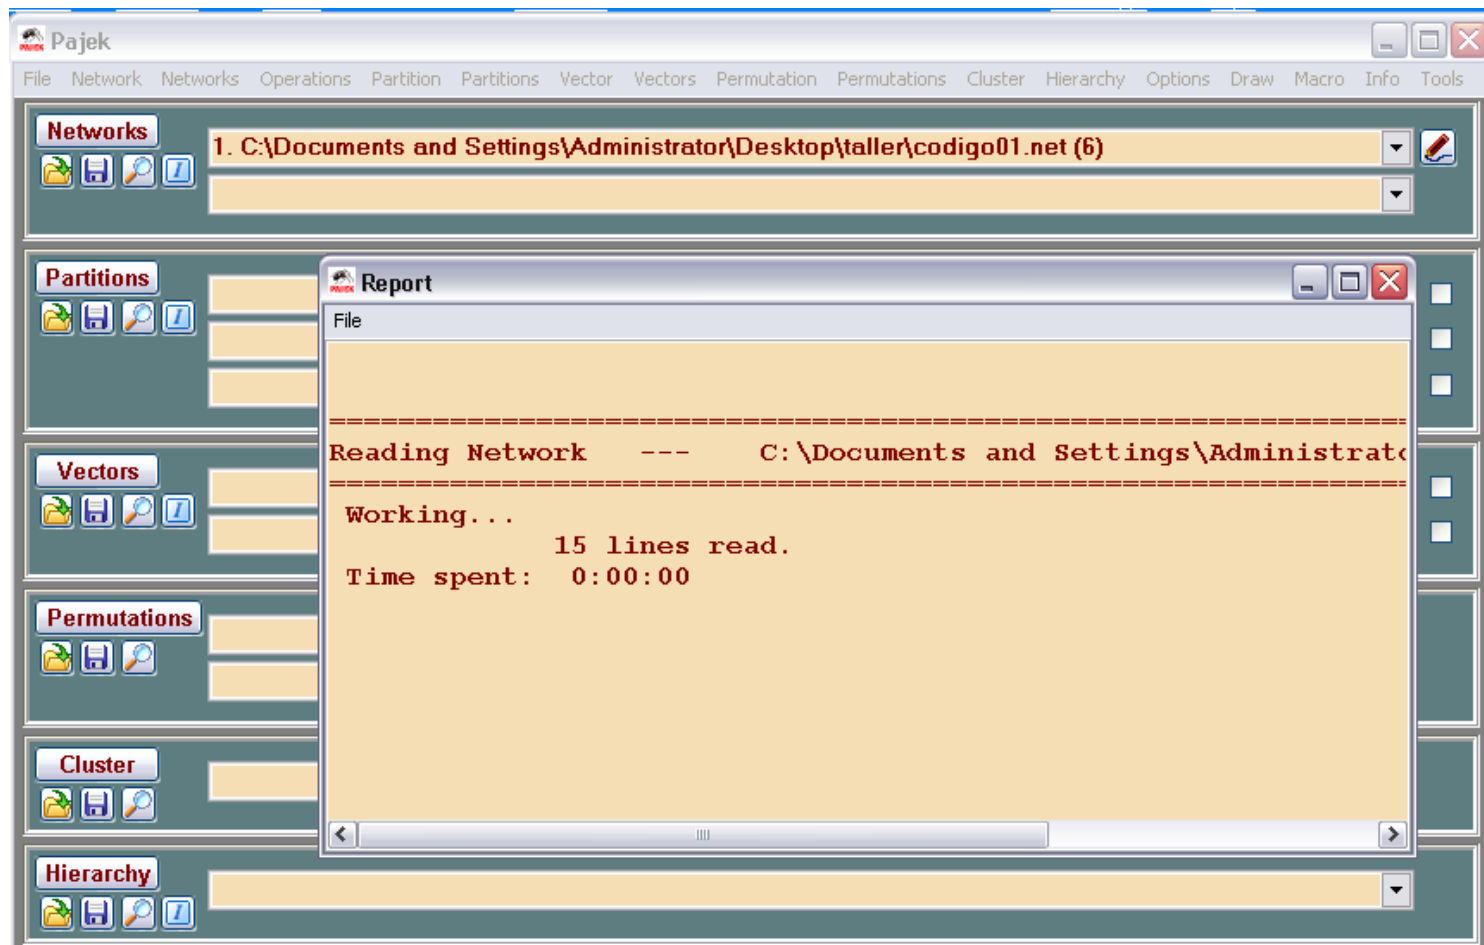 Pajek
File Network Networks Operations Partition Partitions Vector Vectors Permutation Permutations Cluster Hierarchy Options Draw Macro Info Tools
Networks
1. C:\Documents and Settings\Administrator\Desktop\taller\codigo01.net (6)
Partitions
Report
File
==============================================================
Reading Network --- C:\Documents and Settings\Administrato
==============================================================
Working...
15 lines read.
Time spent: 0:00:00
Vectors
Permutations
Cluster
Hierarchy